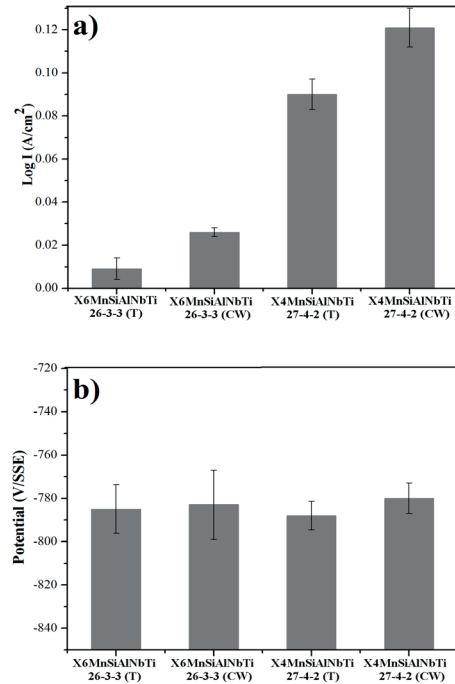 a)
Log I (A/cm²)
0.12
0.10
0.08
0.06
0.04
0.02
0.00
X6MnSiAlNbTi
26-3-3 (T)
X6MnSiAlNbTi
26-3-3 (CW)
X4MnSiAlNbTi
27-4-2 (T)
X4MnSiAlNbTi
27-4-2 (CW)
b)
Potential (V/SSE)
-720
-740
-760
-780
-800
-820
-840
X6MnSiAlNbTi
26-3-3 (T)
X6MnSiAlNbTi
26-3-3 (CW)
X4MnSiAlNbTi
27-4-2 (T)
X4MnSiAlNbTi
27-4-2 (CW)